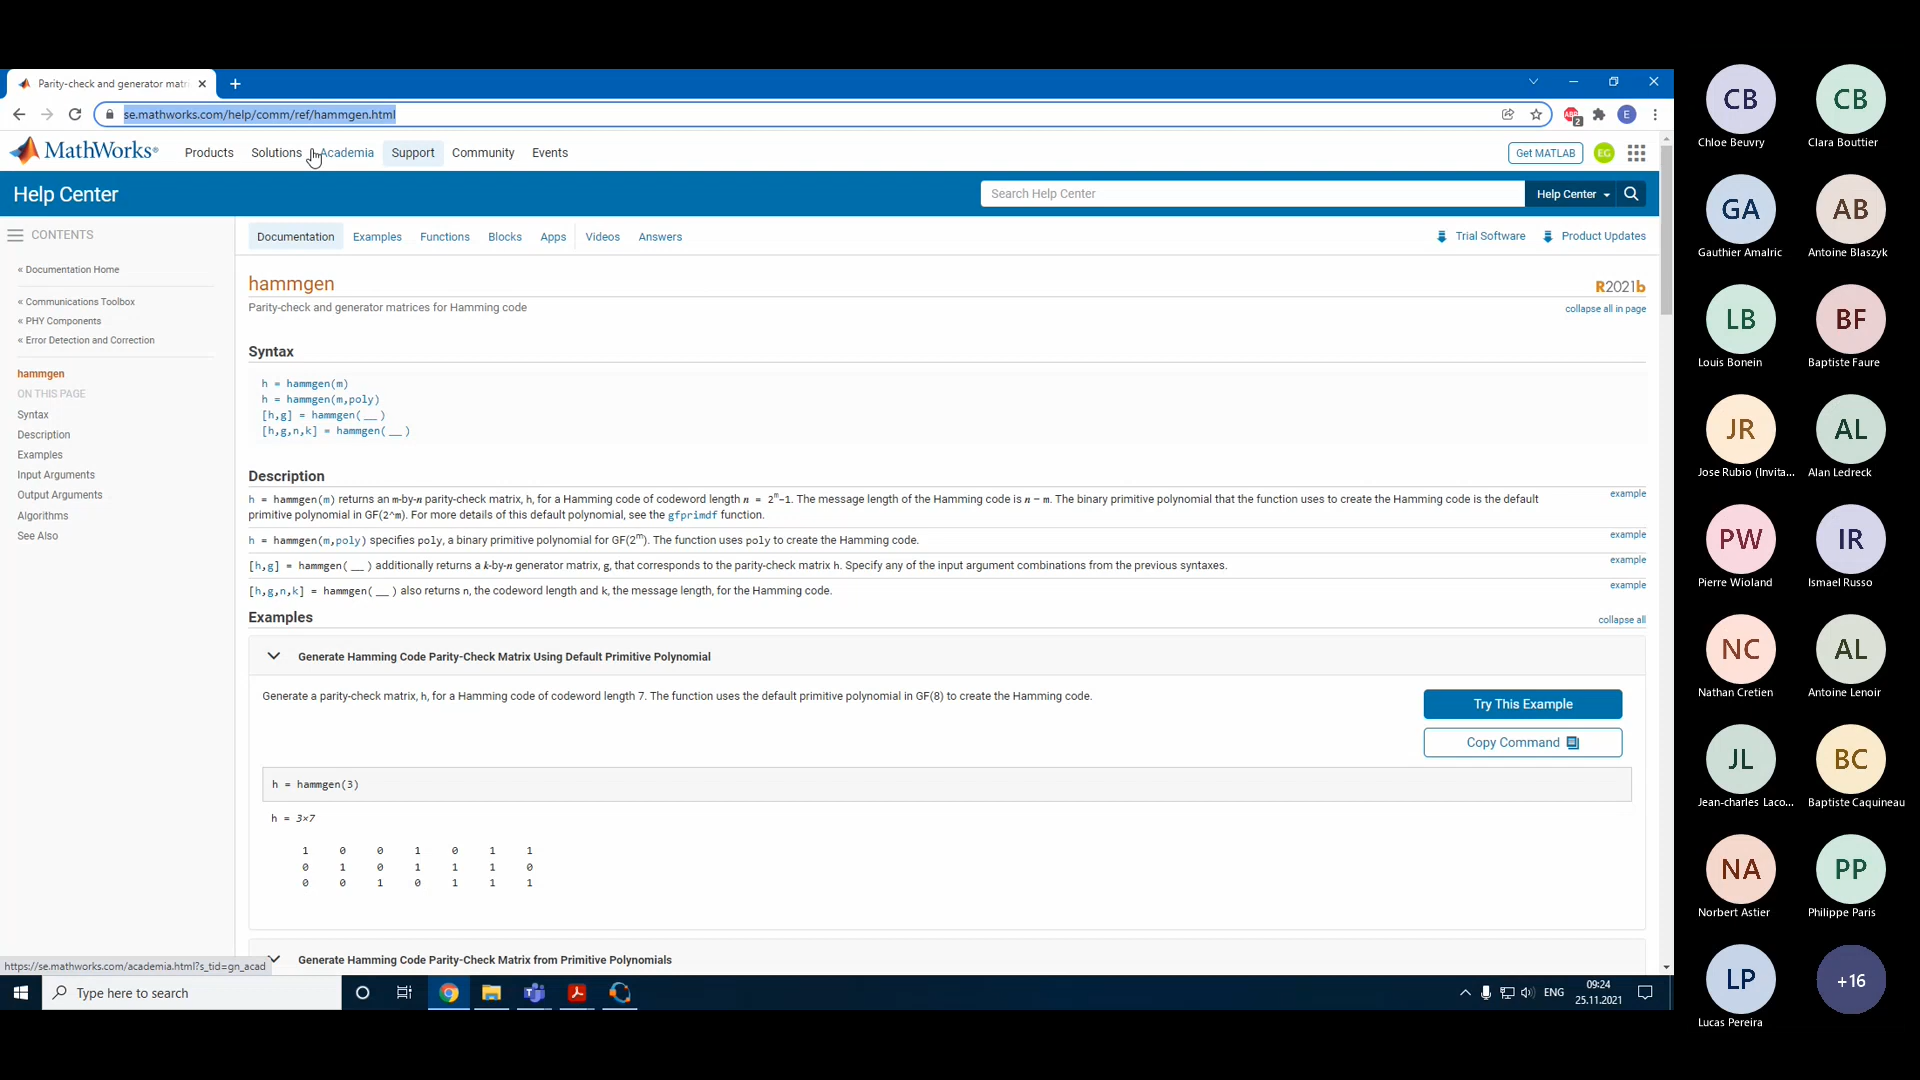 Parity-check and generator matri
se.mathworks.com/help/comm/ref/hammgen.html
ABP
2
E
MathWorks®
Products
Solutions
Academia
Support
Community
Events
Get MATLAB
EG
Help Center
Search Help Center
Help Center
CONTENTS
« Documentation Home
« Communications Toolbox
« PHY Components
« Error Detection and Correction
hammgen
ON THIS PAGE
Syntax
Description
Examples
Input Arguments
Output Arguments
Algorithms
See Also
Documentation
Examples
Functions
Blocks
Apps
Videos
Answers
Trial Software
Product Updates
hammgen
R2021b
Parity-check and generator matrices for Hamming code
collapse all in page
Syntax
h = hammgen(m)
h = hammgen(m,poly)
[h,g] = hammgen(__)
[h,g,n,k] = hammgen(__)
Description
h = hammgen(m) returns an m-by-n parity-check matrix, h, for a Hamming code of codeword length n = 2^m−1. The message length of the Hamming code is n − m. The binary primitive polynomial that the function uses to create the Hamming code is the default
primitive polynomial in GF(2^m). For more details of this default polynomial, see the gfprimdf function.
example
h = hammgen(m,poly) specifies poly, a binary primitive polynomial for GF(2^m). The function uses poly to create the Hamming code.
example
[h,g] = hammgen(__) additionally returns a k-by-n generator matrix, g, that corresponds to the parity-check matrix h. Specify any of the input argument combinations from the previous syntaxes.
example
[h,g,n,k] = hammgen(__) also returns n, the codeword length and k, the message length, for the Hamming code.
example
Examples
collapse all
Generate Hamming Code Parity-Check Matrix Using Default Primitive Polynomial
Generate a parity-check matrix, h, for a Hamming code of codeword length 7. The function uses the default primitive polynomial in GF(8) to create the Hamming code.
Try This Example
Copy Command
h = hammgen(3)
h = 3×7
1 0 0 1 0 1 1
0 1 0 1 1 1 0
0 0 1 0 1 1 1
Generate Hamming Code Parity-Check Matrix from Primitive Polynomials
https://se.mathworks.com/academia.html?s_tid=gn_acad
Type here to search
ENG
09:24
25.11.2021
CB
Chloe Beuvry
CB
Clara Bouttier
GA
Gauthier Amalric
AB
Antoine Blaszyk
LB
Louis Bonein
BF
Baptiste Faure
JR
Jose Rubio (Invita...
AL
Alan Ledreck
PW
Pierre Wioland
IR
Ismael Russo
NC
Nathan Cretien
AL
Antoine Lenoir
JL
Jean-charles Laco...
BC
Baptiste Caquineau
NA
Norbert Astier
PP
Philippe Paris
LP
Lucas Pereira
+16